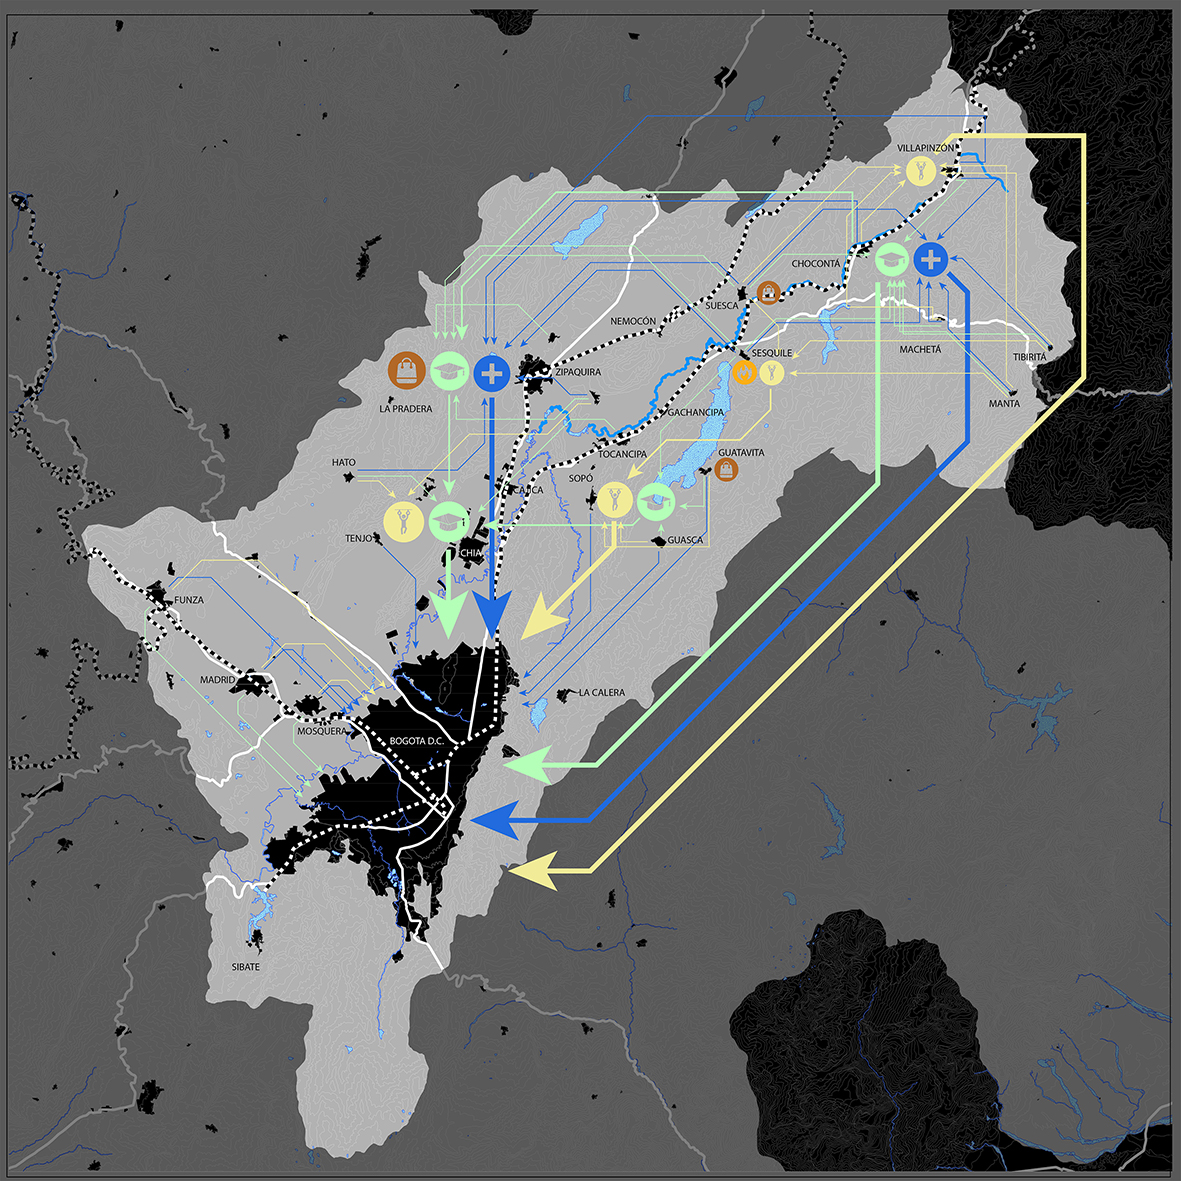 VILLAPINZÓN
CHOCONTÁ
SUESCA
NEMOCÓN
MACHETÁ
SESQUILE
TIBIRITÁ
ZIPAQUIRA
LA PRADERA
MANTA
GACHANCIPA
TOCANCIPA
GUATAVITA
HATO
SOPÓ
CAJICA
TENJO
GUASCA
CHIA
FUNZA
MADRID
LA CALERA
MOSQUERA
BOGOTA D.C.
SIBATE